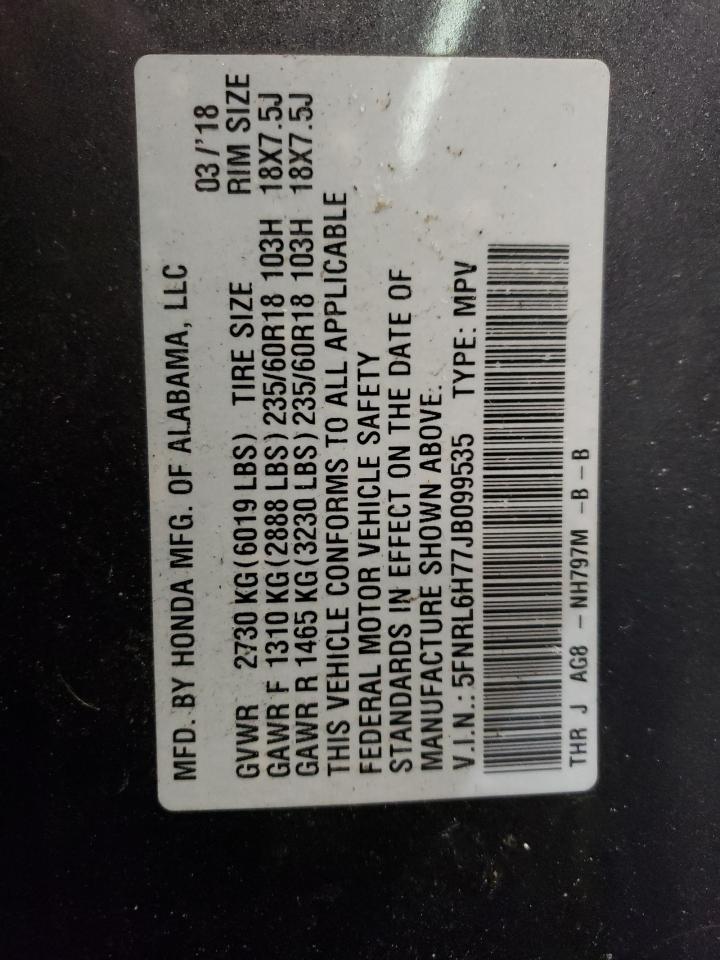 MFD. BY HONDA MFG. OF ALABAMA, LLC 03/'18
RIM SIZE
GVWR 2730 KG(6019 LBS) TIRE SIZE
GAWR F 1310 KG(2888 LBS) 235/60R18 103H 18X7.5J
GAWR R 1465 KG(3230 LBS) 235/60R18 103H 18X7.5J
THIS VEHICLE CONFORMS TO ALL APPLICABLE
FEDERAL MOTOR VEHICLE SAFETY
STANDARDS IN EFFECT ON THE DATE OF
MANUFACTURE SHOWN ABOVE.
V.I.N.: 5FNRL6H77JB099535 TYPE: MPV
THR J AG8 - NH797M -B-B